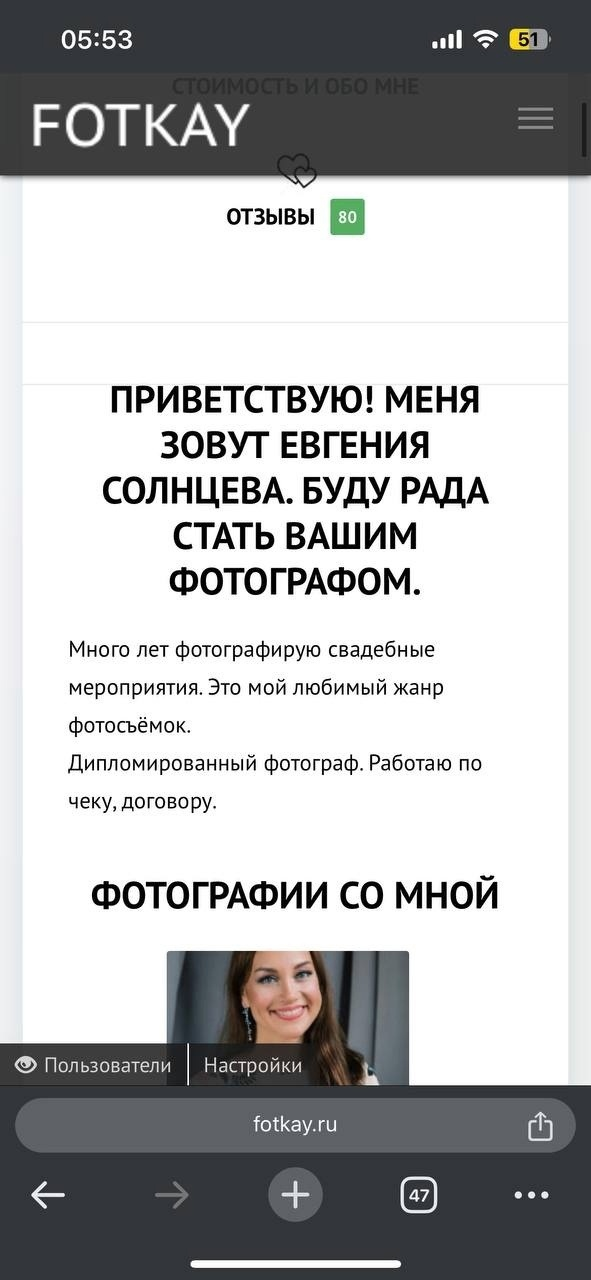 05:53
51
СТОИМОСТЬ И ОБО МНЕ
FOTKAY
ОТЗЫВЫ 80
ПРИВЕТСТВУЮ! МЕНЯ
ЗОВУТ ЕВГЕНИЯ
СОЛНЦЕВА. БУДУ РАДА
СТАТЬ ВАШИМ
ФОТОГРАФОМ.
Много лет фотографирую свадебные
мероприятия. Это мой любимый жанр
фотосъёмок.
Дипломированный фотограф. Работаю по
чеку, договору.
ФОТОГРАФИИ СО МНОЙ
Пользователи Настройки
fotkay.ru
47